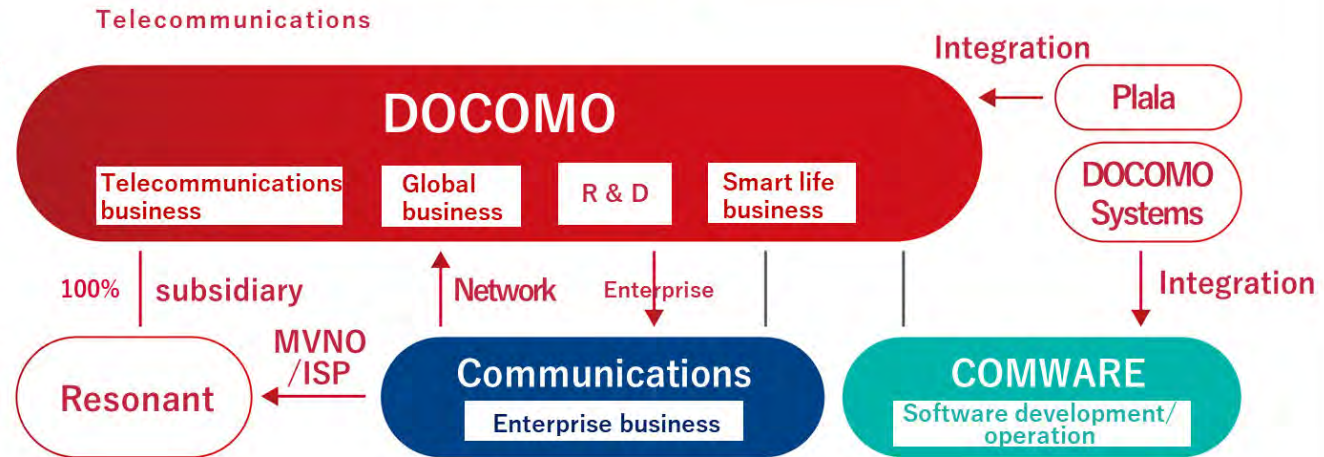 Telecommunications
Integration
DOCOMO
Plala
Telecommunications
business
Global
business
R & D
Smart life
business
DOCOMO
Systems
100%
subsidiary
Network
Enterprise
Integration
MVNO
/ISP
Resonant
Communications
Enterprise business
COMWARE
Software development/
operation